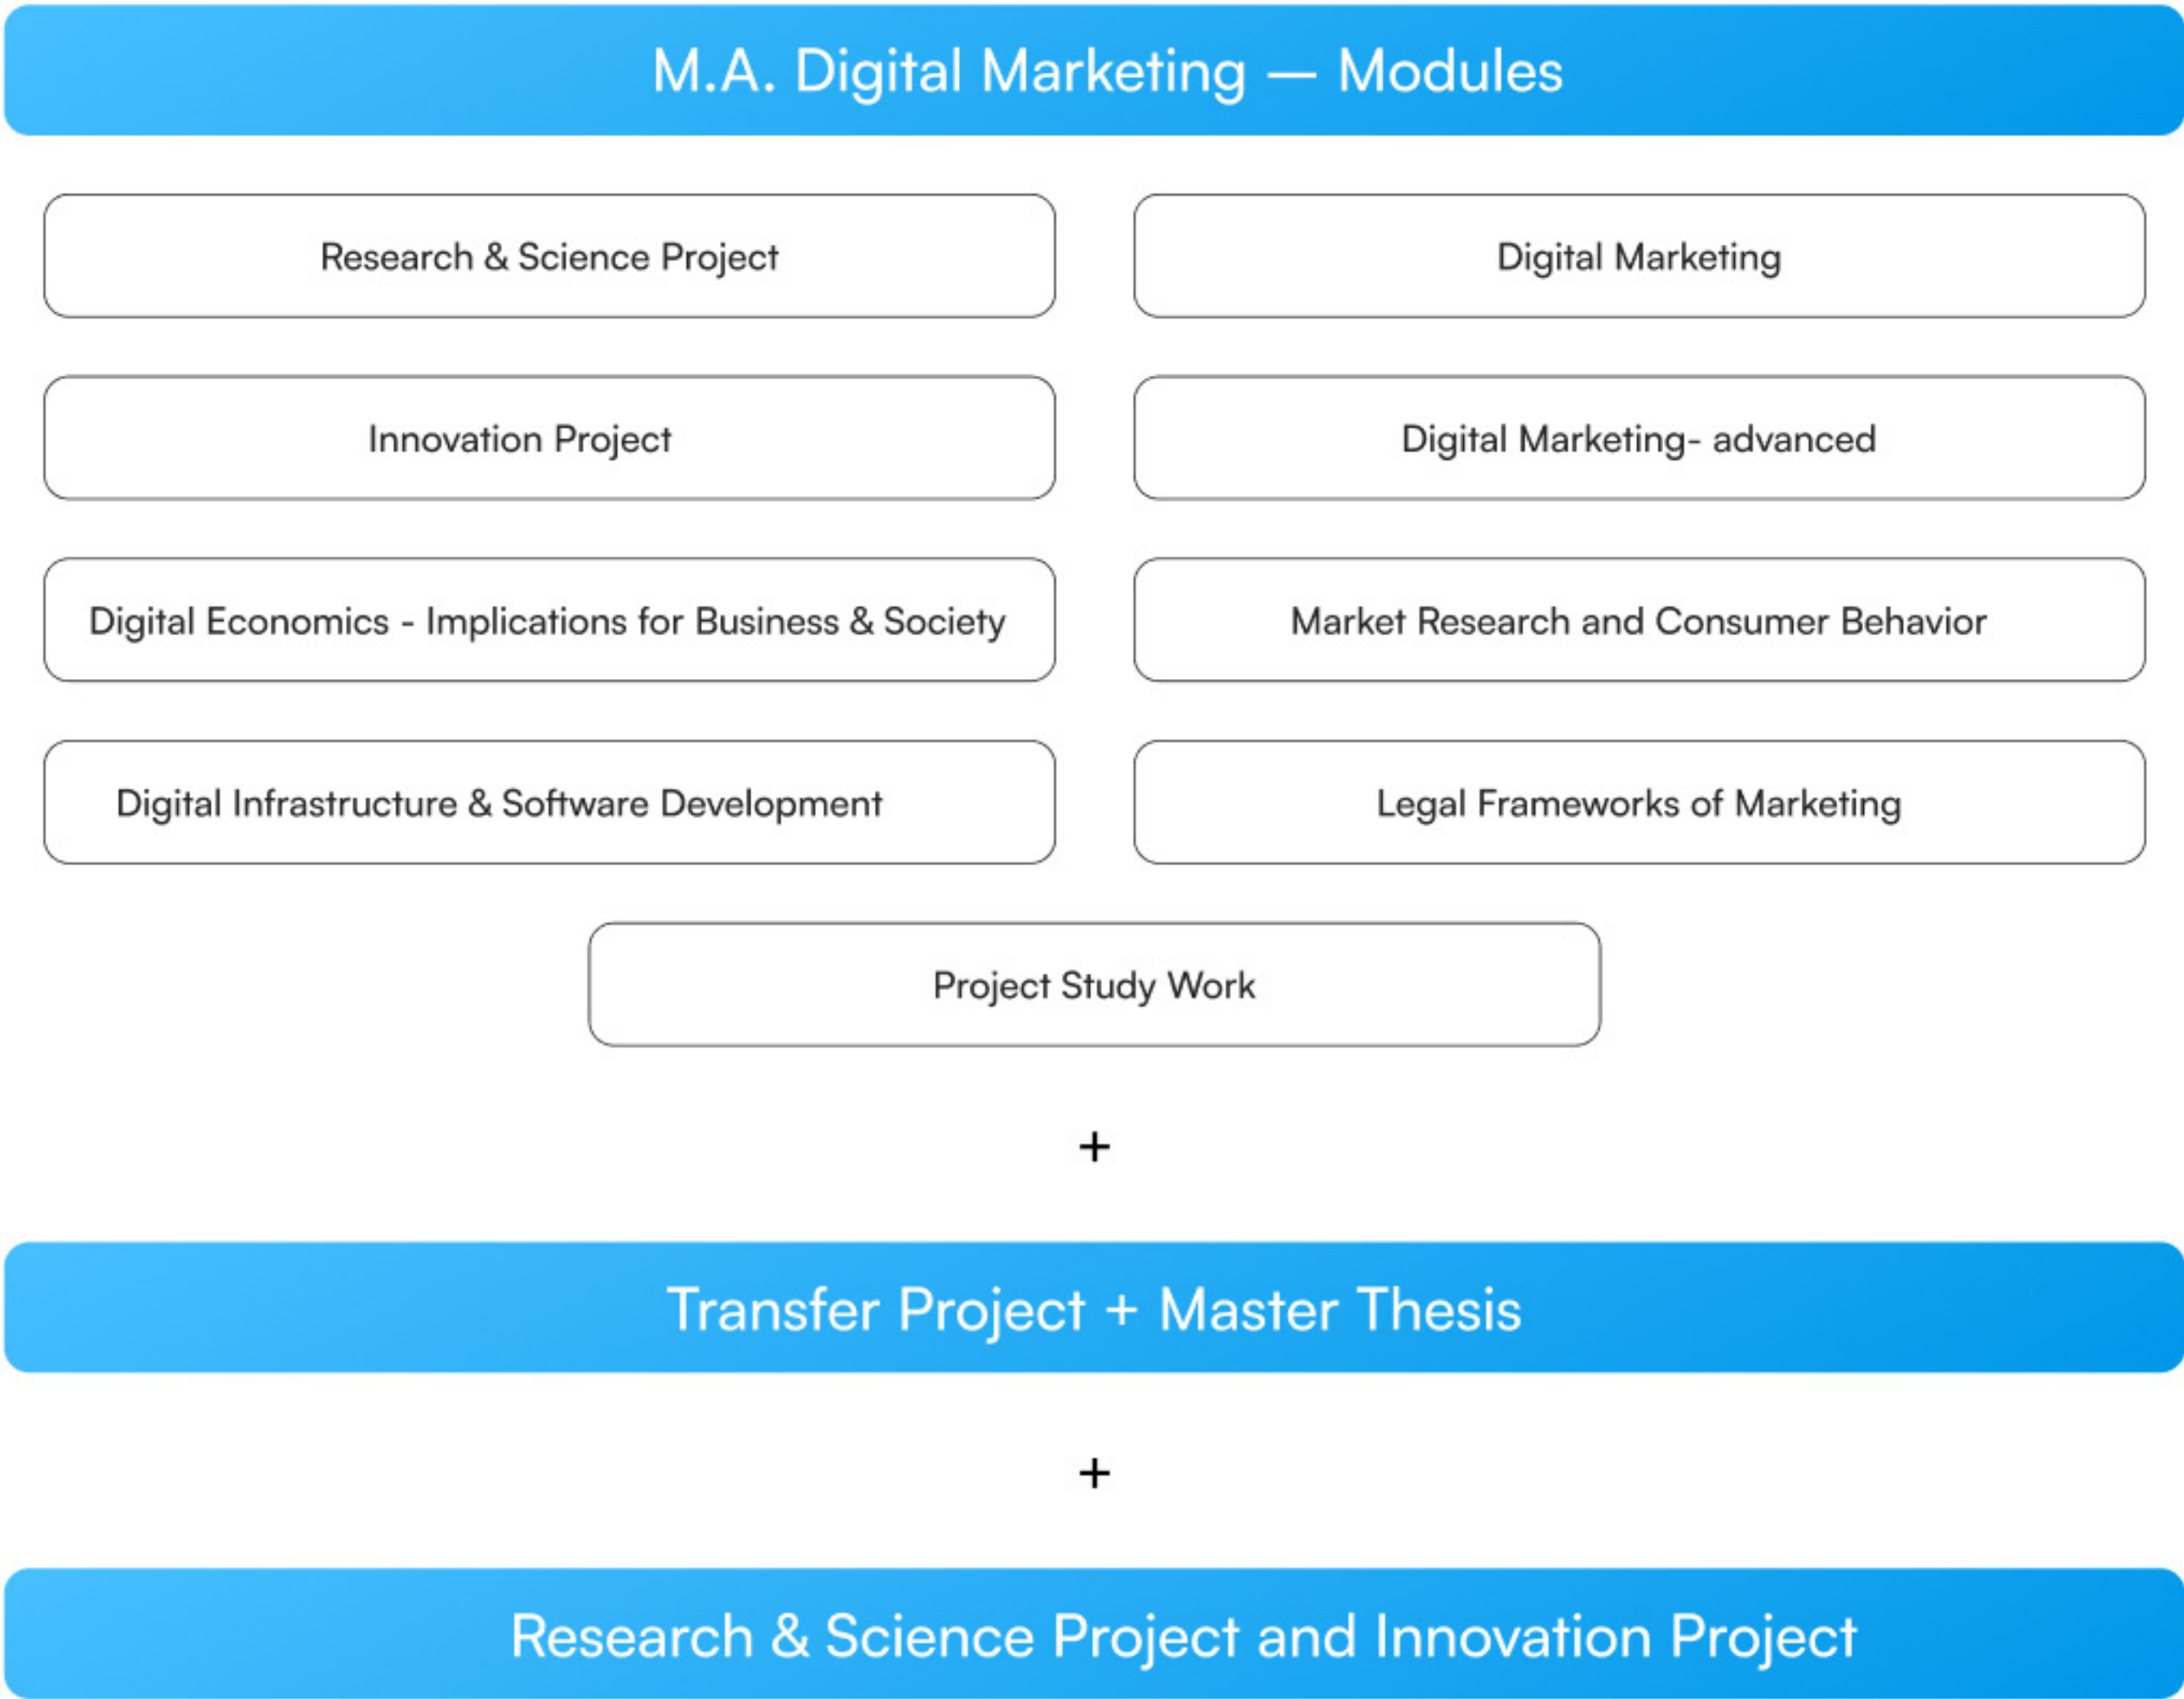 M.A. Digital Marketing — Modules
Research & Science Project
Digital Marketing
Innovation Project
Digital Marketing- advanced
Digital Economics - Implications for Business & Society
Market Research and Consumer Behavior
Digital Infrastructure & Software Development
Legal Frameworks of Marketing
Project Study Work
+
Transfer Project + Master Thesis
+
Research & Science Project and Innovation Project